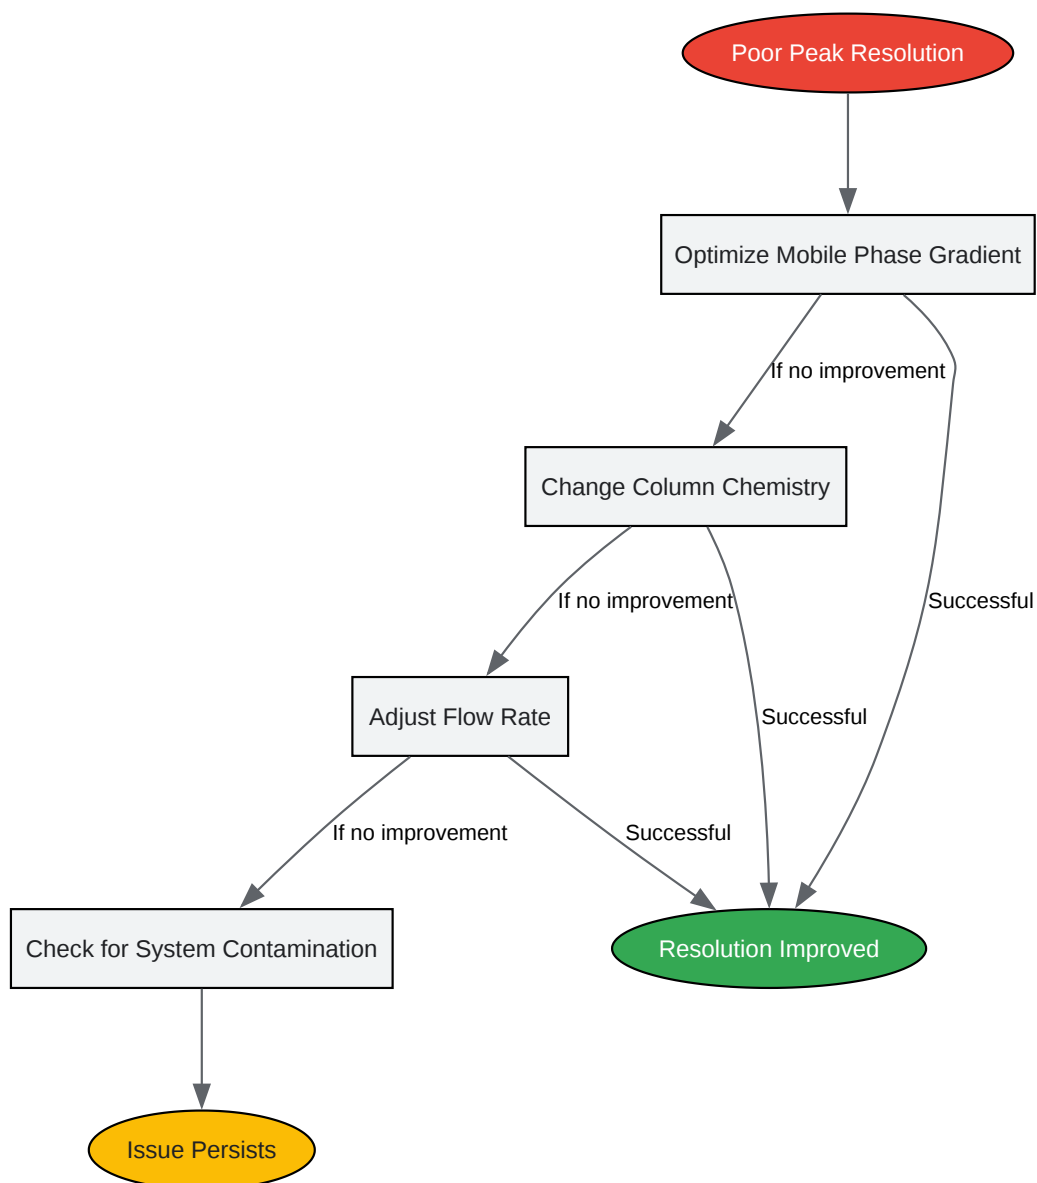 Poor Peak Resolution
Optimize Mobile Phase Gradient
If no improvement
Change Column Chemistry
If no improvement
Successful
Adjust Flow Rate
Successful
If no improvement
Successful
Check for System Contamination
Resolution Improved
Issue Persists